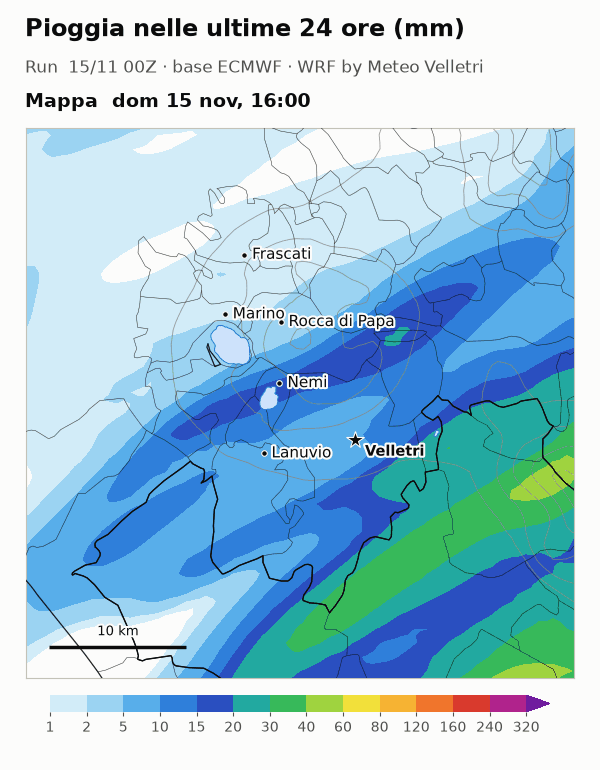 Pioggia nelle ultime 24 ore (mm)
Run  15/11 00Z · base ECMWF · WRF by Meteo Velletri
Mappa  dom 15 nov, 16:00
Frascati
Marino
Rocca di Papa
Nemi
Velletri
Lanuvio
10 km
1 2 5 10 15 20 30 40 60 80 120 160 240 320